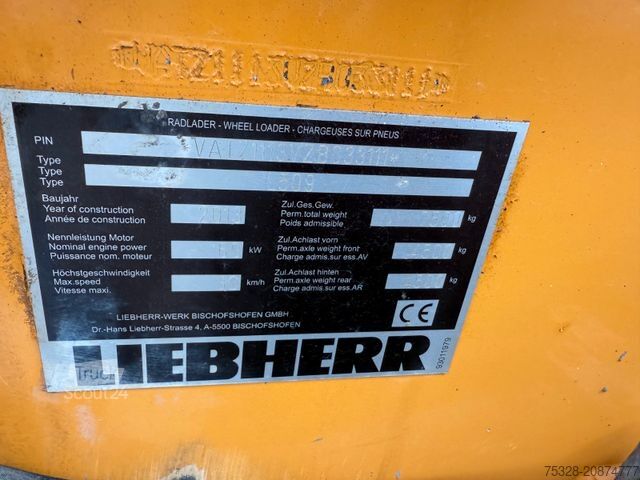 RADLADER - WHEEL LOADER - CHARGEUSES SUR PNEUS
PIN
Type
Type
Type
Baujahr
Year of construction
Année de construction
Nennleistung Motor
Nominal engine power
Puissance nom. moteur
kW
Höchstgeschwindigkeit
Max.speed
Vitesse maxi.
km/h
Zul.Ges.Gew.
Perm.total weight
Poids admissible
kg
Zul.Achlast vorn
Perm.axle weight front
Charge admis.sur ess.AV
kg
Zul.Achlast hinten
Perm.axle weight rear
Charge admis.sur ess.AR
kg
LIEBHERR-WERK BISCHOFSHOFEN GMBH
Dr.-Hans Liebherr-Strasse 4, A-5500 BISCHOFSHOFEN
CE
LIEBHERR
93011979
Truck
Scout24
75328-20874777